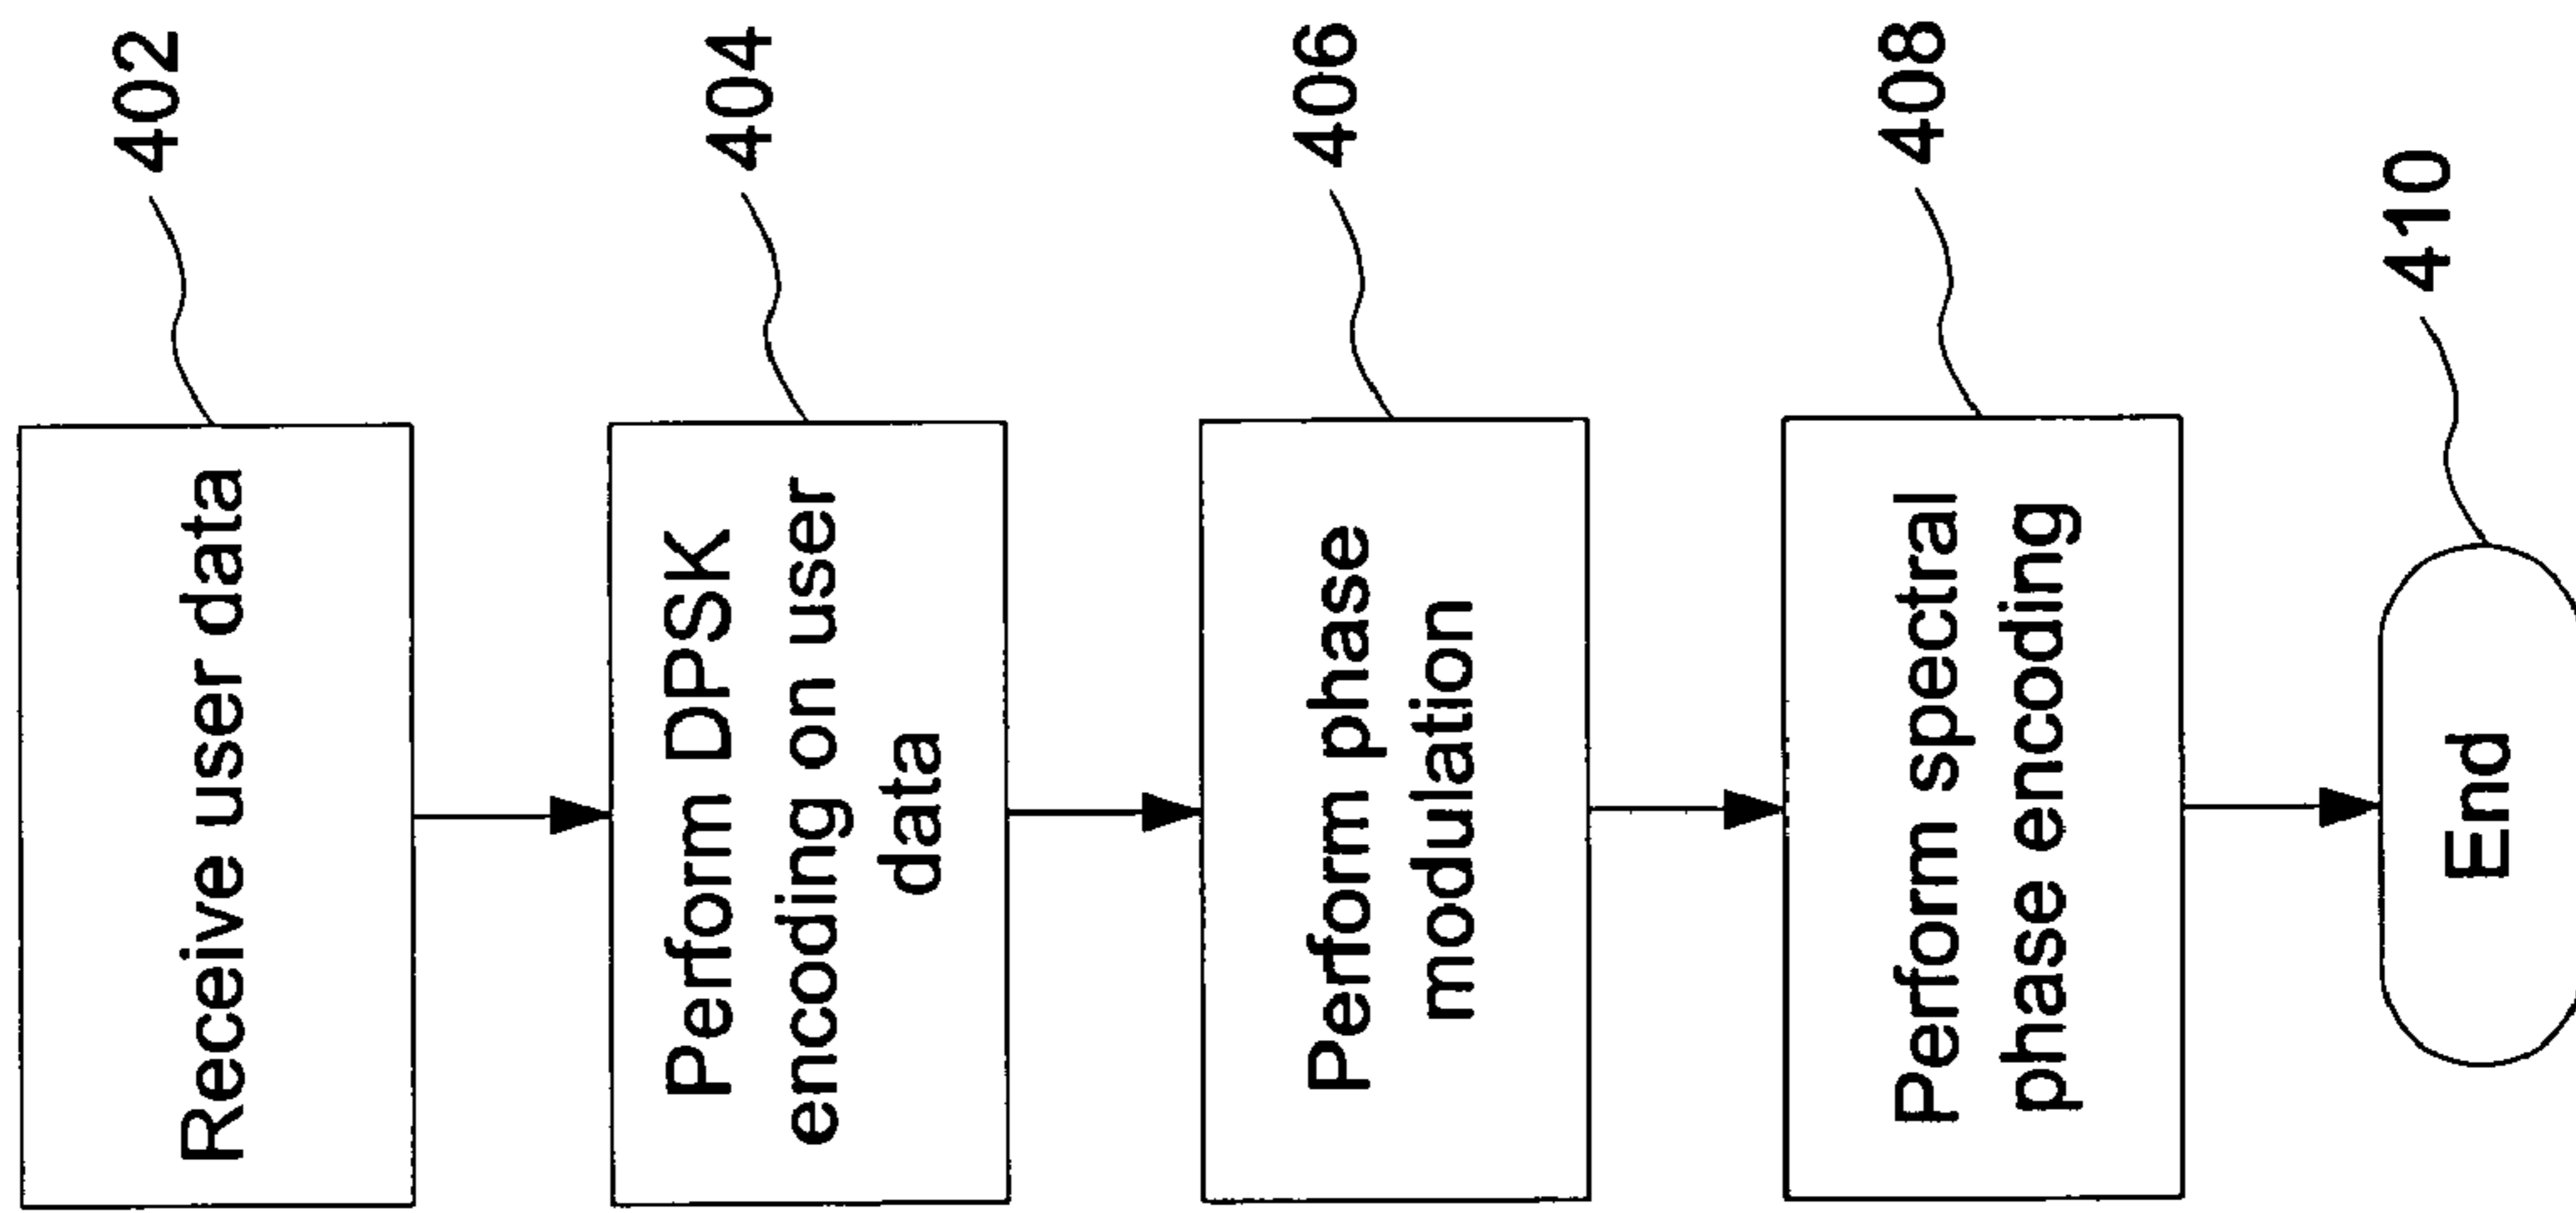 Receive user data
402
Perform DPSK
encoding on user
data
404
Perform phase
modulation
406
Perform spectral
phase encoding
408
End
410